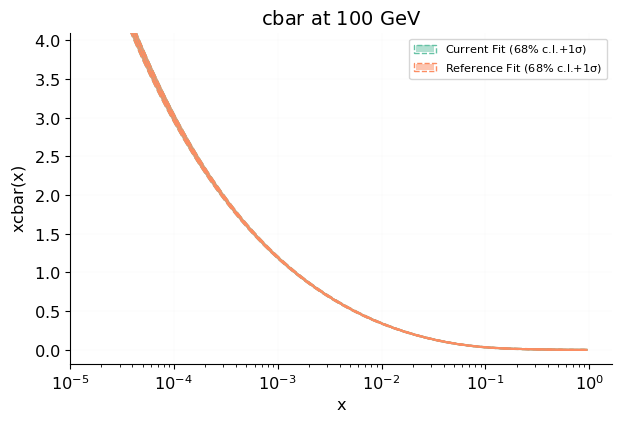 cbar at 100 GeV
Current Fit (68% c.l.+1σ)
Reference Fit (68% c.l.+1σ)
xcbar(x)
4.0
3.5
3.0
2.5
2.0
1.5
1.0
0.5
0.0
10⁻⁵ 10⁻⁴ 10⁻³ 10⁻² 10⁻¹ 10⁰
x